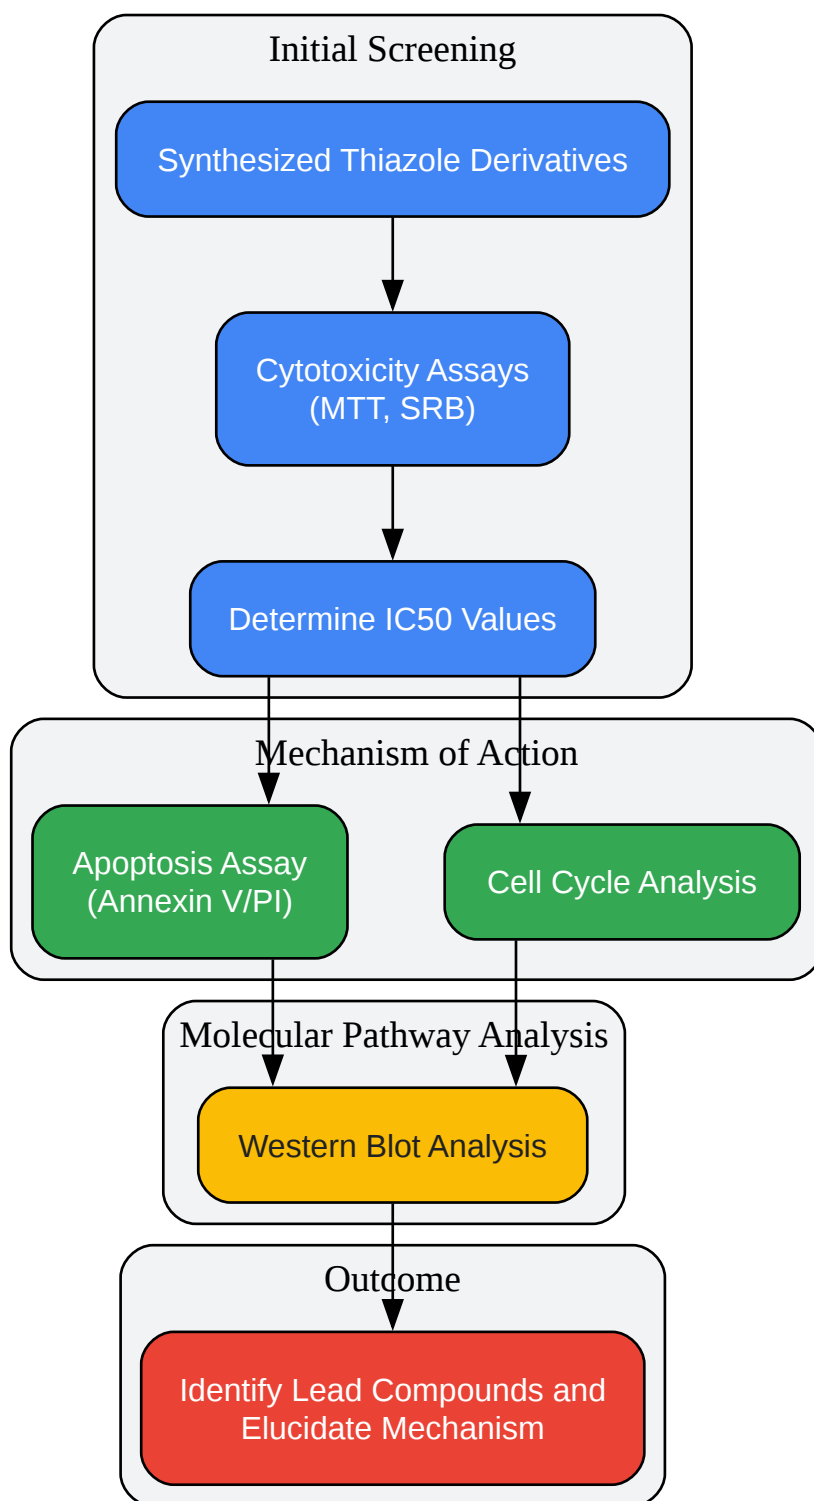 Initial Screening
Synthesized Thiazole Derivatives
Cytotoxicity Assays
(MTT, SRB)
Determine IC50 Values
Mechanism of Action
Apoptosis Assay
(Annexin V/PI)
Cell Cycle Analysis
Molecular Pathway Analysis
Western Blot Analysis
Outcome
Identify Lead Compounds and
Elucidate Mechanism